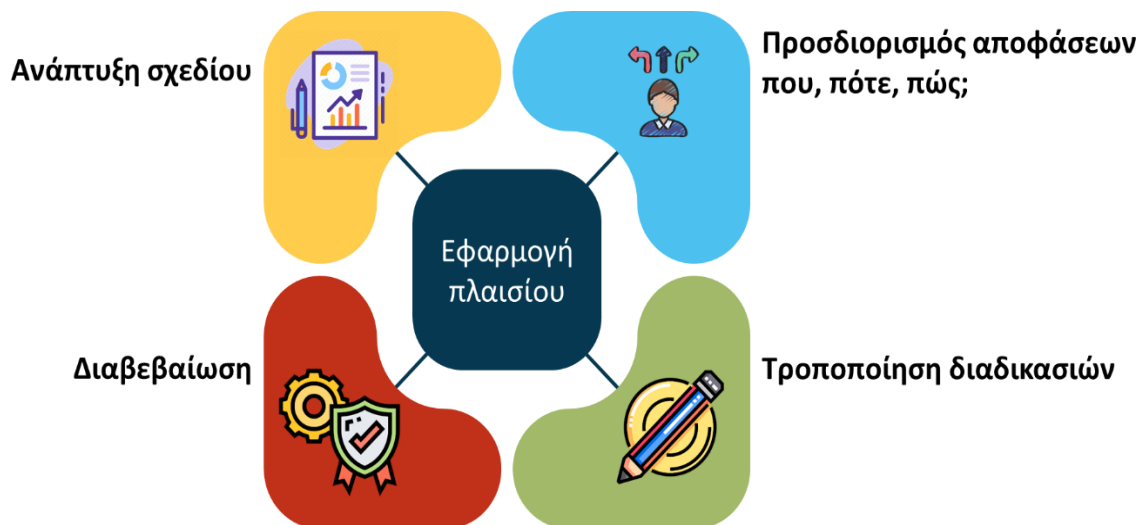 Ανάπτυξη σχεδίου
Προσδιορισμός αποφάσεων
που, πότε, πώς;
Εφαρμογή
πλαισίου
Διαβεβαίωση
Τροποποίηση διαδικασιών